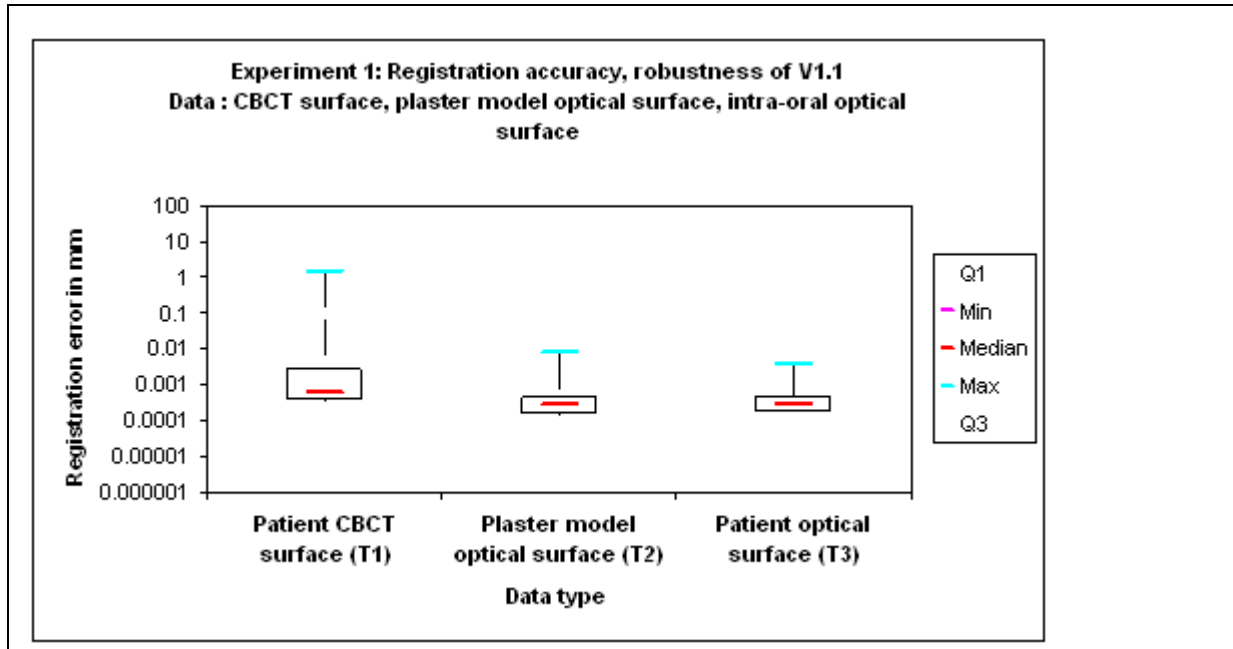 Experiment 1: Registration accuracy, robustness of V1.1
Data : CBCT surface, plaster model optical surface, intra-oral optical
surface
Registration error in mm
100
10
1
0.1
0.01
0.001
0.0001
0.00001
0.000001
Patient CBCT
surface (T1)
Plaster model
optical surface (T2)
Patient optical
surface (T3)
Data type
Q1
Min
Median
Max
Q3